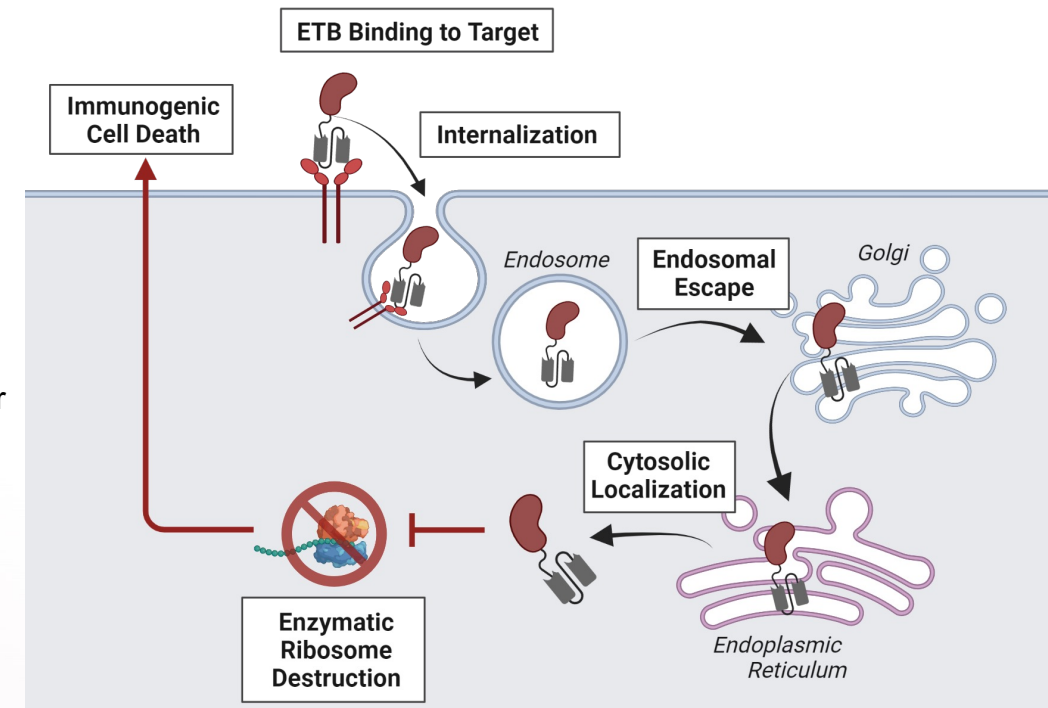 ETB Binding to Target
Immunogenic
Cell Death
Internalization
Endosome
Endosomal
Escape
Golgi
r
Cytosolic
Localization
Enzymatic
Ribosome
Destruction
Endoplasmic
Reticulum